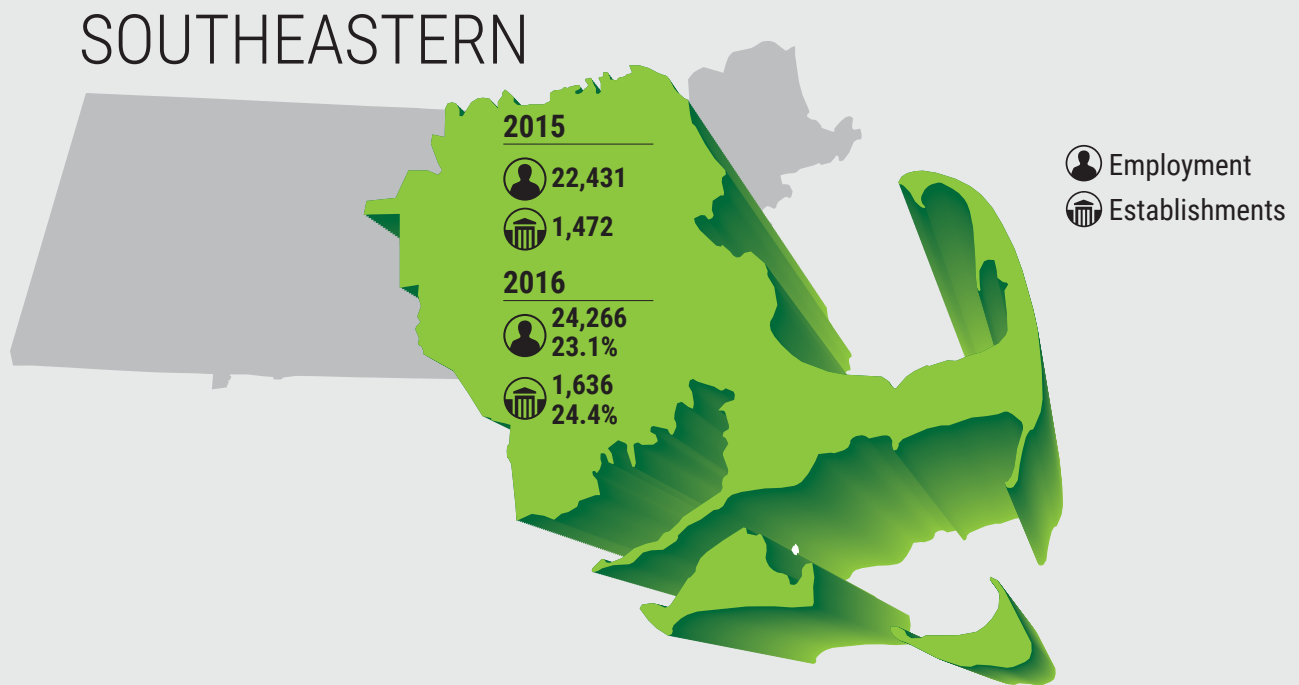 SOUTHEASTERN
2015
22,431
1,472
2016
24,266
23.1%
1,636
24.4%
Employment
Establishments